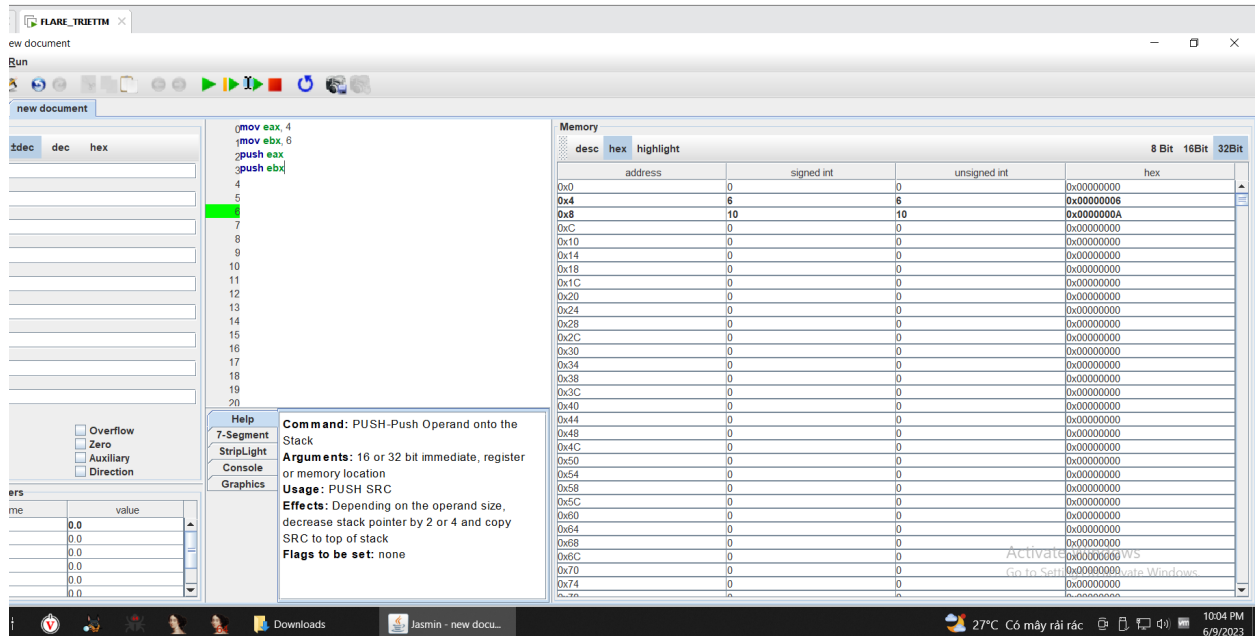 FLARE_TRIETTM
ew document
Run
new document
±dec dec hex
0 mov eax, 4
1 mov ebx, 6
2 push eax
3 push ebx
4
5
6
7
8
9
10
11
12
13
14
15
16
17
18
19
20
Memory
desc hex highlight 8 Bit 16Bit 32Bit
address signed int unsigned int hex
0x0 0 0 0x00000000
0x4 6 6 0x00000006
0x8 10 10 0x0000000A
0xC 0 0 0x00000000
0x10 0 0 0x00000000
0x14 0 0 0x00000000
0x18 0 0 0x00000000
0x1C 0 0 0x00000000
0x20 0 0 0x00000000
0x24 0 0 0x00000000
0x28 0 0 0x00000000
0x2C 0 0 0x00000000
0x30 0 0 0x00000000
0x34 0 0 0x00000000
0x38 0 0 0x00000000
0x3C 0 0 0x00000000
0x40 0 0 0x00000000
0x44 0 0 0x00000000
0x48 0 0 0x00000000
0x4C 0 0 0x00000000
0x50 0 0 0x00000000
0x54 0 0 0x00000000
0x58 0 0 0x00000000
0x5C 0 0 0x00000000
0x60 0 0 0x00000000
0x64 0 0 0x00000000
0x68 0 0 0x00000000
0x6C 0 0 0x00000000
0x70 0 0 0x00000000
0x74 0 0 0x00000000
Overflow
Zero
Auxiliary
Direction
ers
me value
0.0
0.0
0.0
0.0
0.0
0.0
Help
7-Segment
StripLight
Console
Graphics
Command: PUSH-Push Operand onto the
Stack
Arguments: 16 or 32 bit immediate, register
or memory location
Usage: PUSH SRC
Effects: Depending on the operand size,
decrease stack pointer by 2 or 4 and copy
SRC to top of stack
Flags to be set: none
Activate Windows
Go to Settings to activate Windows.
Downloads
Jasmin - new docu...
27°C Có mây rải rác
10:04 PM
6/9/2023